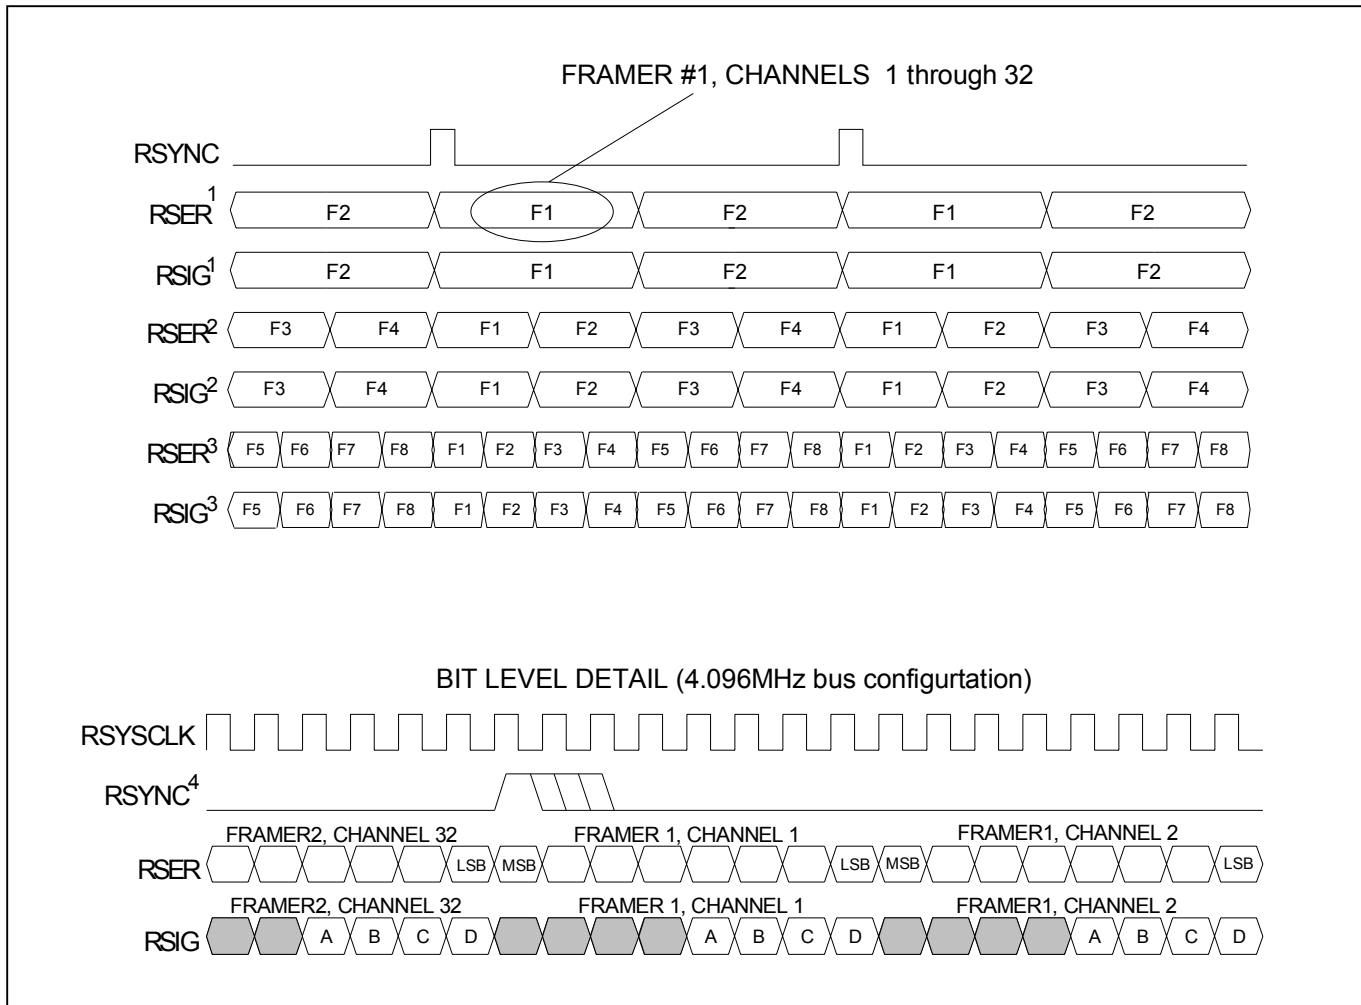 FRAMER #1, CHANNELS 1 through 32
RSYNC
RSER1 F2 F1 F2 F1 F2
RSIG1 F2 F1 F2 F1 F2
RSER2 F3 F4 F1 F2 F3 F4 F1 F2 F3 F4
RSIG2 F3 F4 F1 F2 F3 F4 F1 F2 F3 F4
RSER3 F5 F6 F7 F8 F1 F2 F3 F4 F5 F6 F7 F8 F1 F2 F3 F4 F5 F6 F7 F8
RSIG3 F5 F6 F7 F8 F1 F2 F3 F4 F5 F6 F7 F8 F1 F2 F3 F4 F5 F6 F7 F8
BIT LEVEL DETAIL (4.096MHz bus configurtation)
RSYSCLK
RSYNC4
FRAMER2, CHANNEL 32 FRAMER 1, CHANNEL 1 FRAMER1, CHANNEL 2
RSER LSB MSB LSB MSB LSB
FRAMER2, CHANNEL 32 FRAMER 1, CHANNEL 1 FRAMER1, CHANNEL 2
RSIG A B C D A B C D A B C D